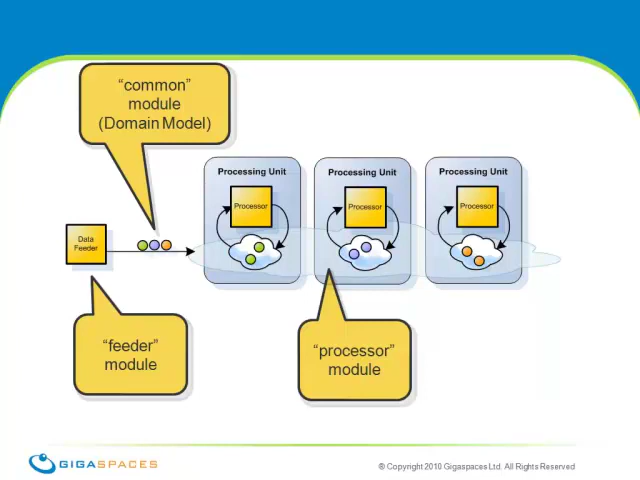 “common”
module
(Domain Model)
Processing Unit
Processing Unit
Processing Unit
Processor
Processor
Processor
Data
Feeder
“feeder”
module
“processor”
module
GIGASPACES
® Copyright 2010 Gigaspaces Ltd. All Rights Reserved